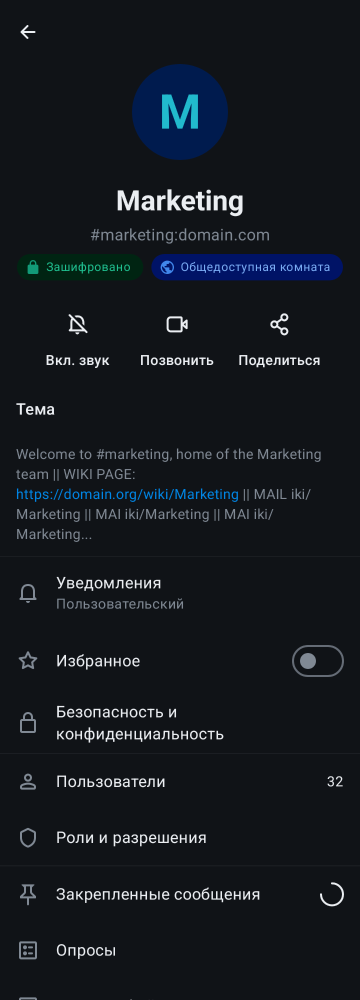 M
Marketing
#marketing:domain.com
Зашифровано
Общедоступная комната
Вкл. звук
Позвонить
Поделиться
Тема
Welcome to #marketing, home of the Marketing
team || WIKI PAGE:
https://domain.org/wiki/Marketing || MAIL iki/
Marketing || MAI iki/Marketing || MAI iki/
Marketing...
Уведомления
Пользовательский
Избранное
Безопасность и
конфиденциальность
Пользователи 32
Роли и разрешения
Закрепленные сообщения
Опросы